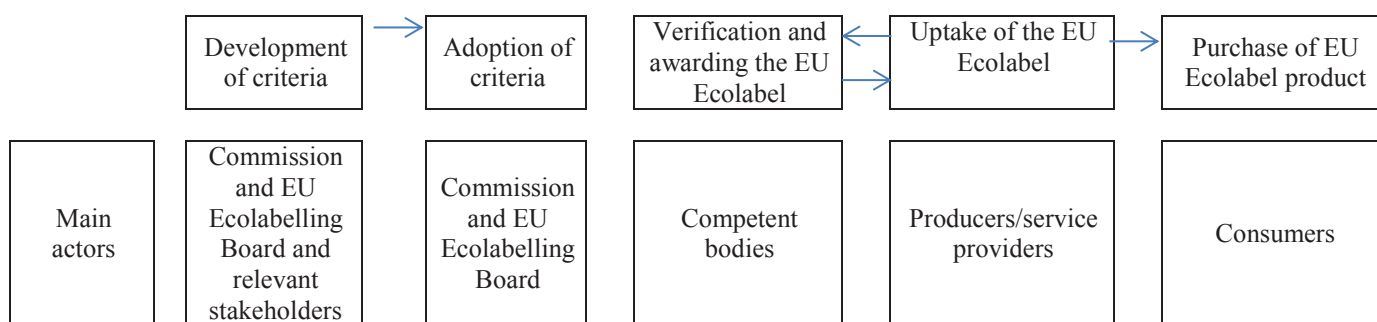 Development
of criteria
Adoption of
criteria
Verification and
awarding the EU
Ecolabel
Uptake of the EU
Ecolabel
Purchase of EU
Ecolabel product
Main
actors
Commission
and EU
Ecolabelling
Board and
relevant
stakeholders
Commission
and EU
Ecolabelling
Board
Competent
bodies
Producers/service
providers
Consumers